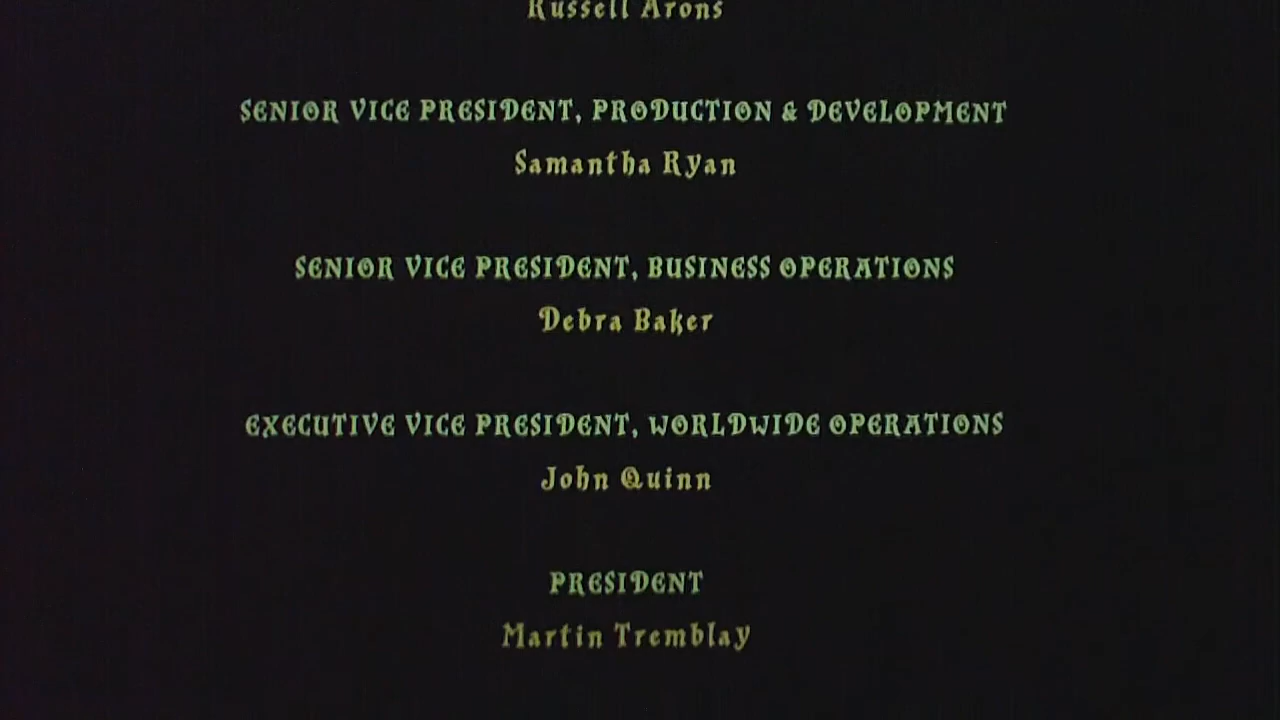 Russell Arons
SENIOR VICE PRESIDENT, PRODUCTION & DEVELOPMENT
Samantha Ryan
SENIOR VICE PRESIDENT, BUSINESS OPERATIONS
Debra Baker
EXECUTIVE VICE PRESIDENT, WORLDWIDE OPERATIONS
John Quinn
PRESIDENT
Martin Tremblay